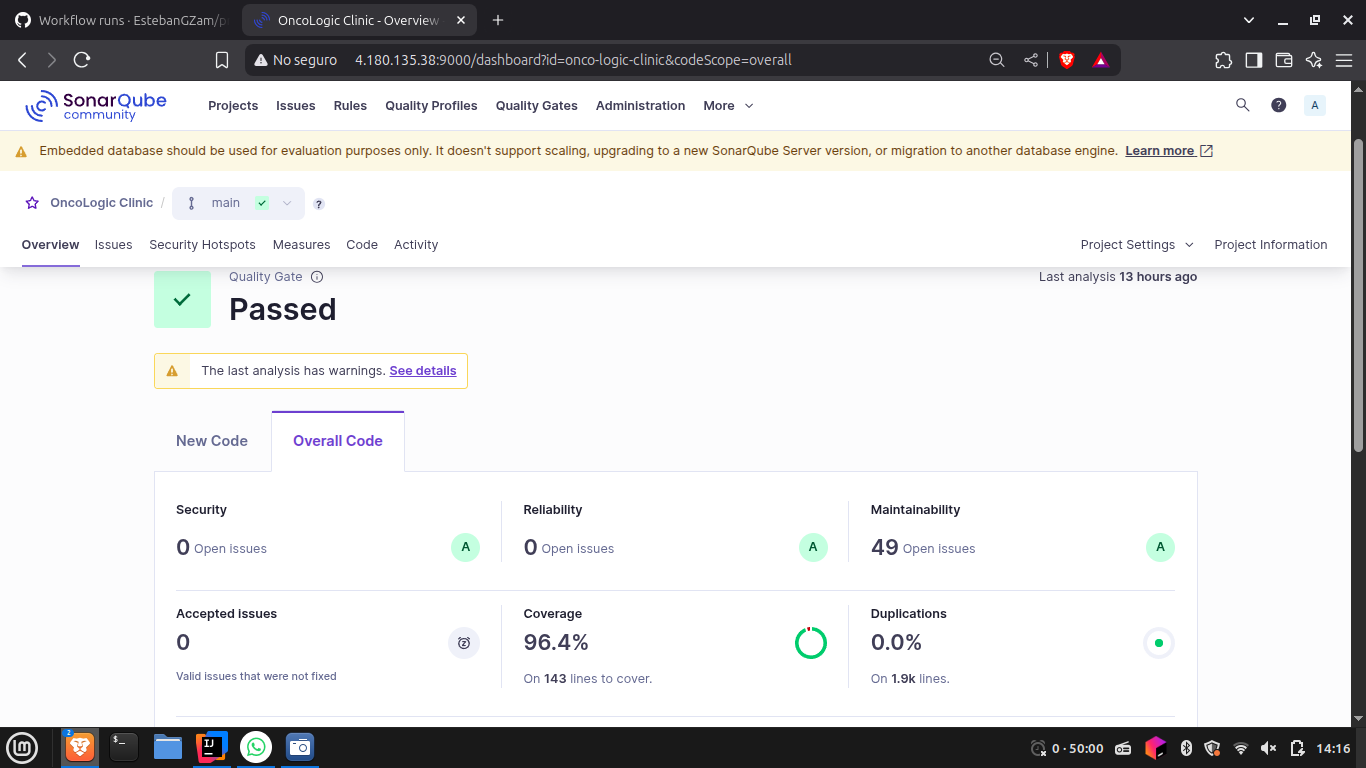 Workflow runs · EstebanGZam/p
OncoLogic Clinic - Overview
No seguro 4.180.135.38:9000/dashboard?id=onco-logic-clinic&codeScope=overall
SonarQube
community
Projects Issues Rules Quality Profiles Quality Gates Administration More
A
Embedded database should be used for evaluation purposes only. It doesn't support scaling, upgrading to a new SonarQube Server version, or migration to another database engine. Learn more
OncoLogic Clinic / main ?
Overview Issues Security Hotspots Measures Code Activity Project Settings Project Information
Quality Gate Last analysis 13 hours ago
Passed
The last analysis has warnings. See details
New Code Overall Code
Security Reliability Maintainability
0 Open issues A 0 Open issues A 49 Open issues A
Accepted issues Coverage Duplications
0 96.4% 0.0%
Valid issues that were not fixed On 143 lines to cover. On 1.9k lines.
2 0 · 50:00 14:16